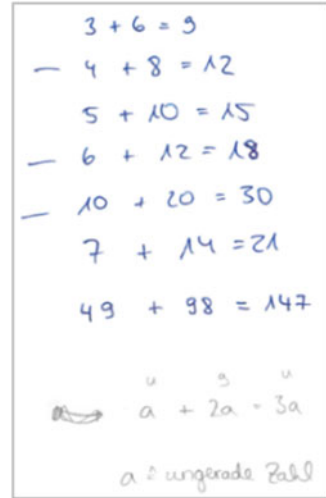 3 + 6 = 9
— 4 + 8 = 12
5 + 10 = 15
— 6 + 12 = 18
— 10 + 20 = 30
7 + 14 = 21
49 + 98 = 147
u g u
a + 2a = 3a
a ≙ ungerade Zahl